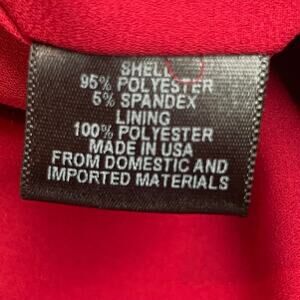 SHELL
95% POLYESTER
5% SPANDEX
LINING
100% POLYESTER
MADE IN USA
FROM DOMESTIC AND
IMPORTED MATERIALS